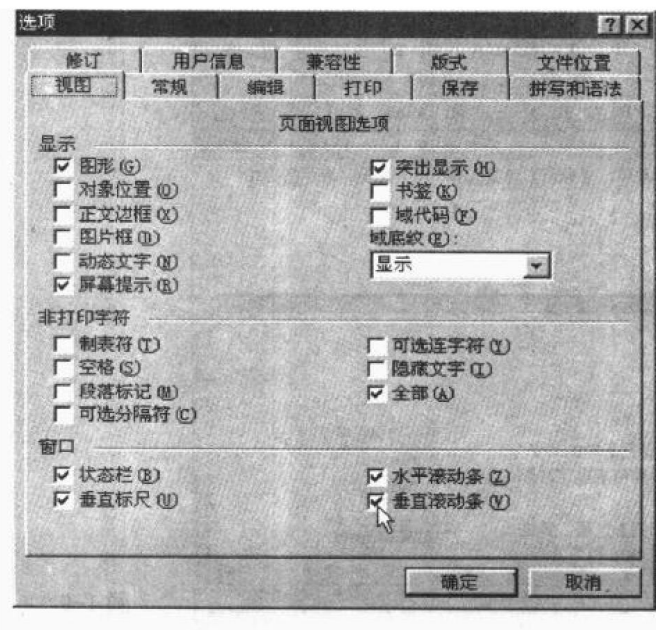 选项
修订 用户信息 兼容性 版式 文件位置
视图 常规 编辑 打印 保存 拼写和语法
页面视图选项
显示
图形(G) 突出显示(H)
对象位置(O) 书签(K)
正文边框(X) 域代码(F)
图片框(D) 域底纹(E):
动态文字(N) 显示
屏幕提示(R)
非打印字符
制表符(T) 可选连字符(Y)
空格(S) 隐藏文字(I)
段落标记(M) 全部(A)
可选分隔符(C)
窗口
状态栏(B) 水平滚动条(Z)
垂直标尺(U) 垂直滚动条(V)
确定 取消